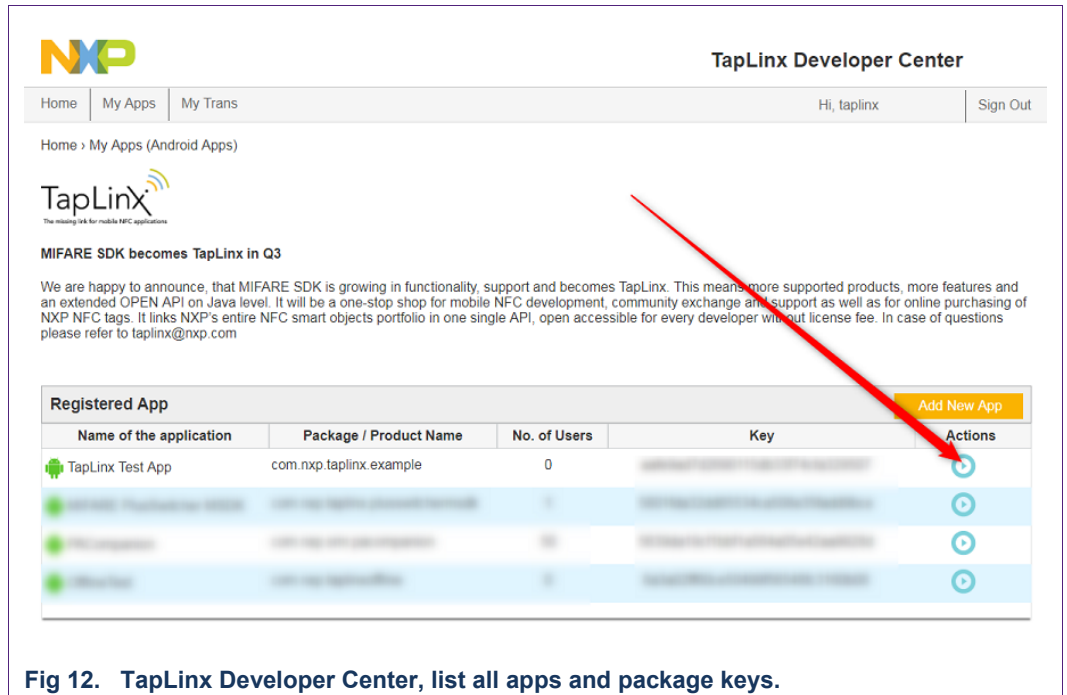 NXP
TapLinx Developer Center
Home My Apps My Trans Hi, taplinx Sign Out
Home › My Apps (Android Apps)
TapLinx
The missing link for mobile NFC applications
MIFARE SDK becomes TapLinx in Q3
We are happy to announce, that MIFARE SDK is growing in functionality, support and becomes TapLinx. This means more supported products, more features and
an extended OPEN API on Java level. It will be a one-stop shop for mobile NFC development, community exchange and support as well as for online purchasing of
NXP NFC tags. It links NXP's entire NFC smart objects portfolio in one single API, open accessible for every developer without license fee. In case of questions
please refer to taplinx@nxp.com
Registered App Add New App
Name of the application Package / Product Name No. of Users Key Actions
TapLinx Test App com.nxp.taplinx.example 0
Fig 12. TapLinx Developer Center, list all apps and package keys.